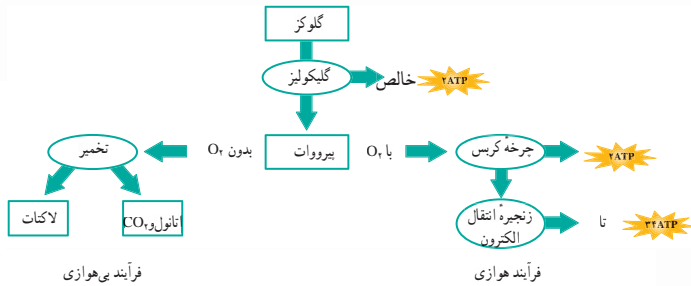 گلوکز
گلیکولیز
خالص
۲ATP
پیرووات
با O۲
بدون O۲
چرخهٔ کربس
۲ATP
تخمیر
زنجیرهٔ انتقال
الکترون
تا
۳۴ATP
اتانول وCO۲
لاکتات
فرآیند هوازی
فرآیند بی‌هوازی